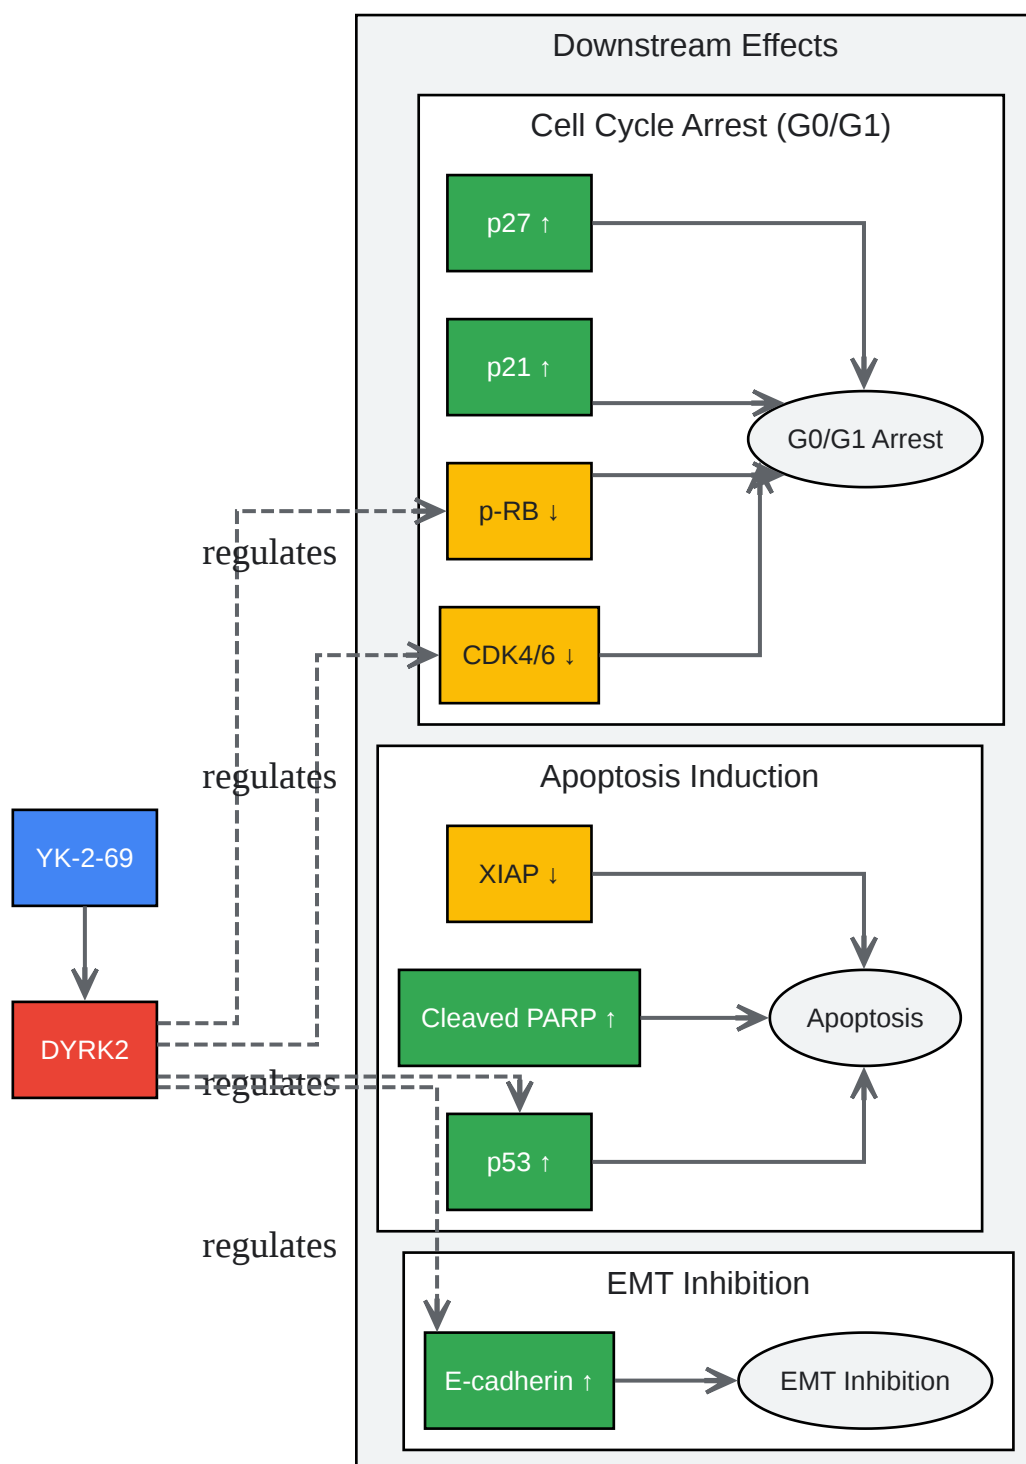 Downstream Effects
Cell Cycle Arrest (G0/G1)
p27 ↑
p21 ↑
G0/G1 Arrest
p-RB ↓
regulates
CDK4/6 ↓
regulates
Apoptosis Induction
YK-2-69
XIAP ↓
Cleaved PARP ↑
Apoptosis
DYRK2
regulates
p53 ↑
regulates
EMT Inhibition
E-cadherin ↑
EMT Inhibition